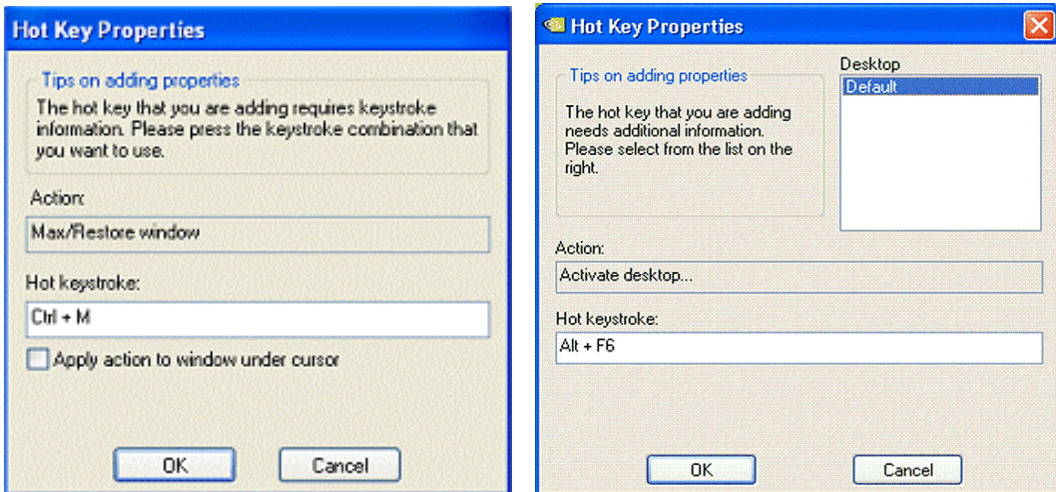 Hot Key Properties
Tips on adding properties
The hot key that you are adding requires keystroke
information. Please press the keystroke combination that
you want to use.
Action:
Max/Restore window
Hot keystroke:
Ctrl + M
Apply action to window under cursor
OK
Cancel
Hot Key Properties
Tips on adding properties
The hot key that you are adding
needs additional information.
Please select from the list on the
right.
Desktop
Default
Action:
Activate desktop...
Hot keystroke:
Alt + F6
OK
Cancel